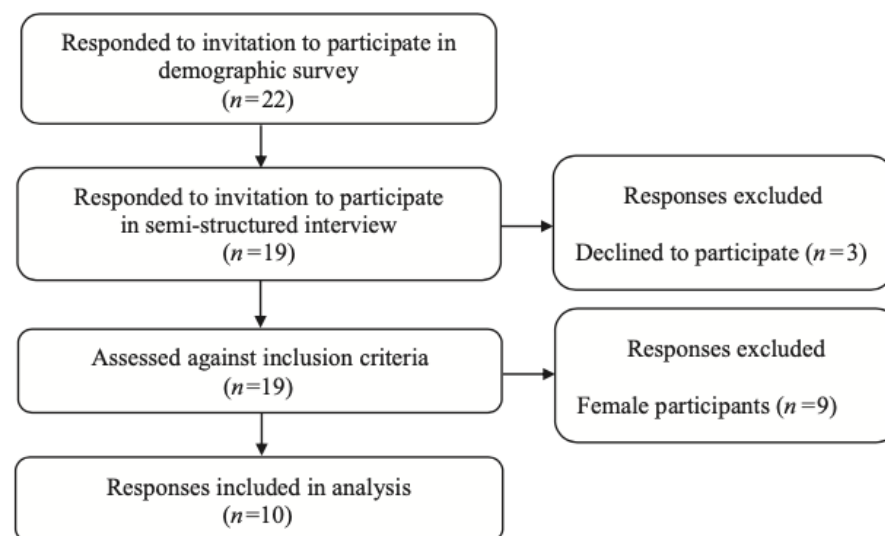 Responded to invitation to participate in
demographic survey
(n=22)
Responded to invitation to participate
in semi-structured interview
(n=19)
Responses excluded
Declined to participate (n=3)
Assessed against inclusion criteria
(n=19)
Responses excluded
Female participants (n=9)
Responses included in analysis
(n=10)